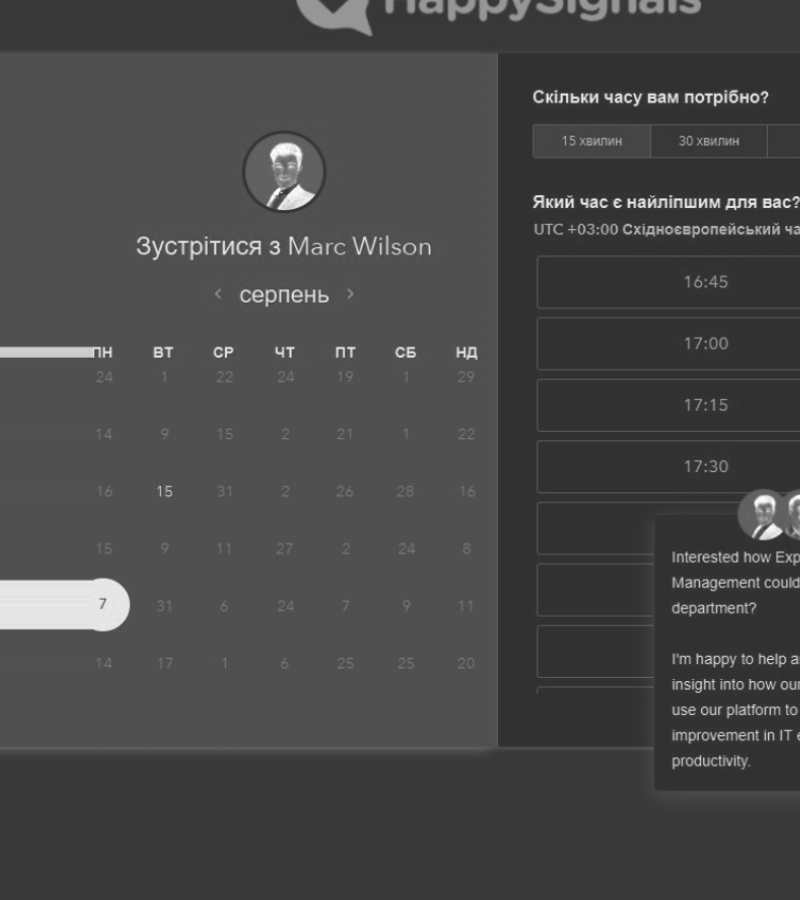 HappySignals
Зустрітися з Marc Wilson
серпень
ПН ВТ СР ЧТ ПТ СБ НД
24 1 22 24 19 1 29
14 9 15 2 21 1 22
16 15 31 2 26 28 16
15 9 11 27 2 24 8
7 31 6 24 7 9 11
14 17 1 6 25 25 20
Скільки часу вам потрібно?
15 хвилин 30 хвилин
Який час є найліпшим для вас?
UTC +03:00 Східноєвропейський ча
16:45
17:00
17:15
17:30
Interested how Exp
Management could
department?
I'm happy to help a
insight into how our
use our platform to
improvement in IT e
productivity.